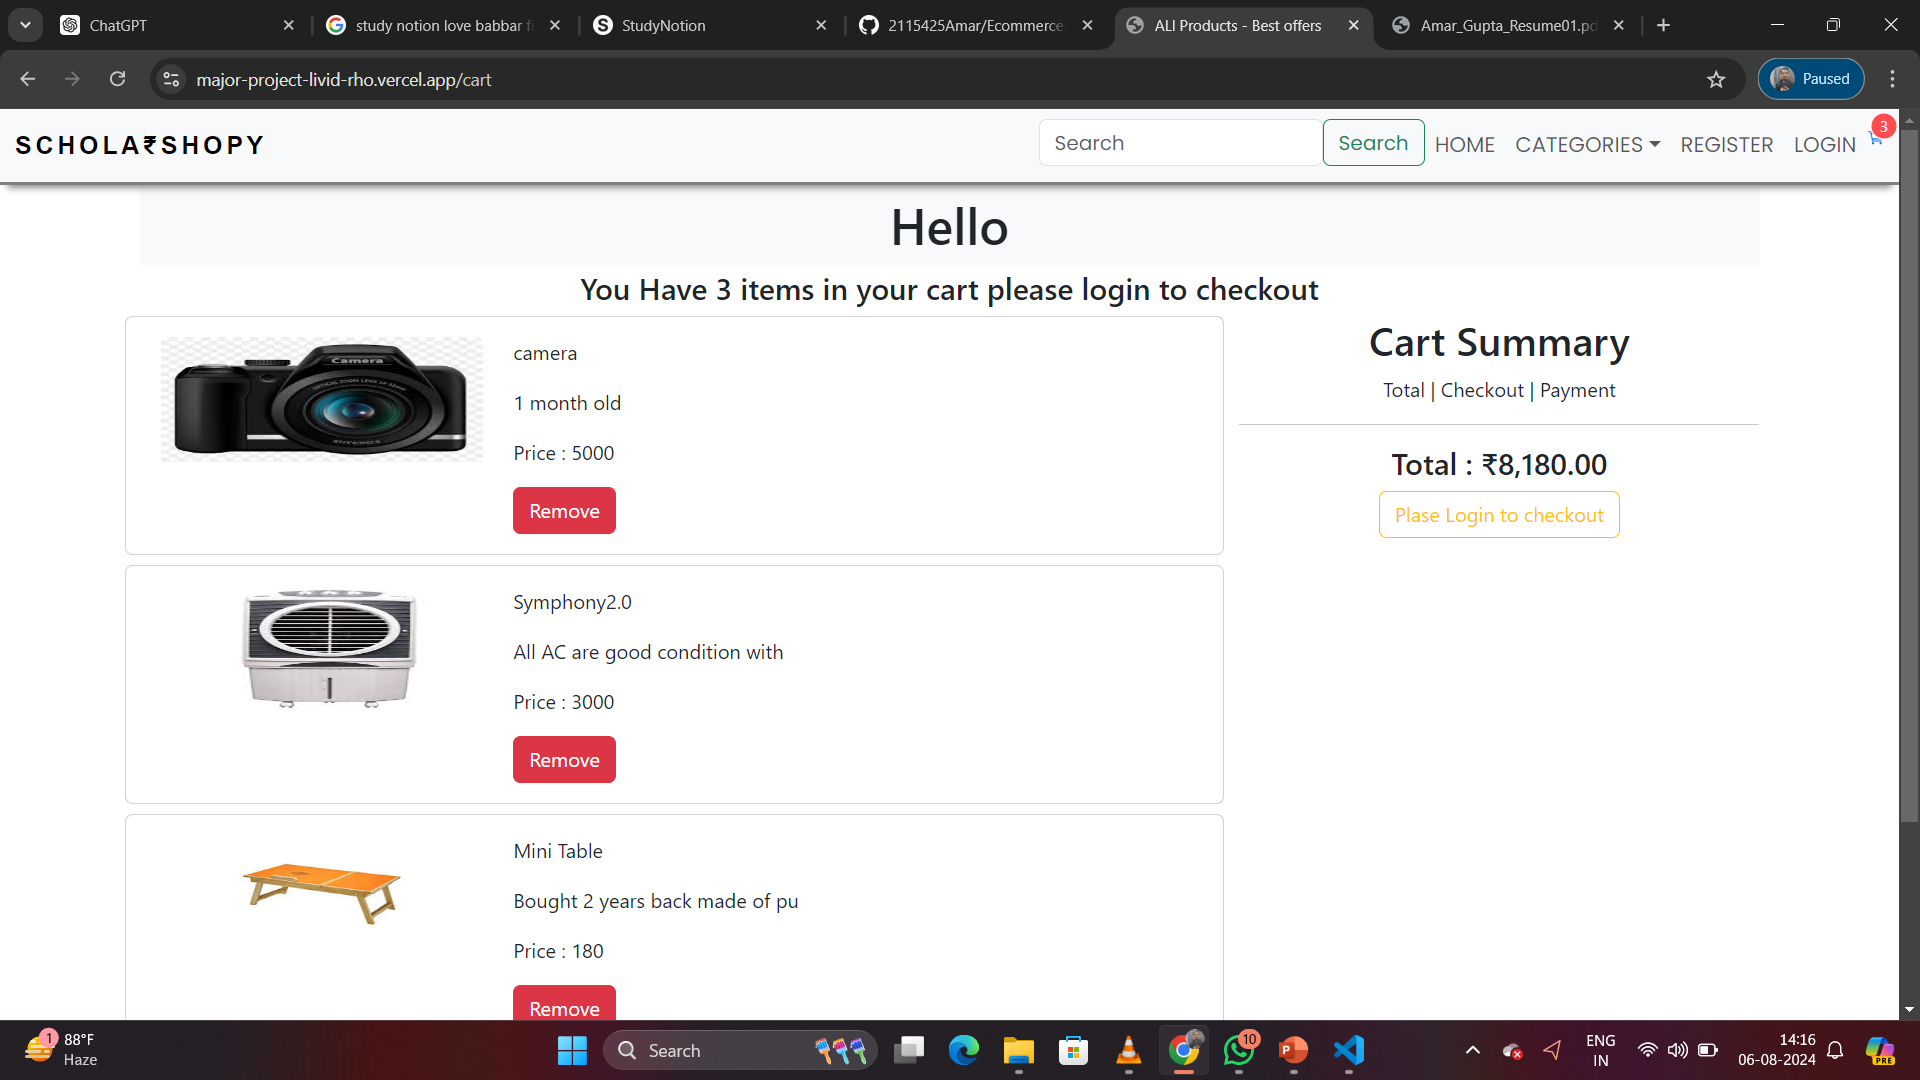 ChatGPT
study notion love babbar f
StudyNotion
2115425Amar/Ecommerce-
ALl Products - Best offers
Amar_Gupta_Resume01.pd
major-project-livid-rho.vercel.app/cart
Paused
SCHOLA₹SHOPY
Search
Search
HOME
CATEGORIES
REGISTER
LOGIN
3
Hello
You Have 3 items in your cart please login to checkout
Camera
camera
1 month old
Price : 5000
Remove
Symphony2.0
All AC are good condition with
Price : 3000
Remove
Mini Table
Bought 2 years back made of pu
Price : 180
Remove
Cart Summary
Total | Checkout | Payment
Total : ₹8,180.00
Plase Login to checkout
1
88°F
Haze
Search
10
ENG
IN
14:16
06-08-2024
PRE